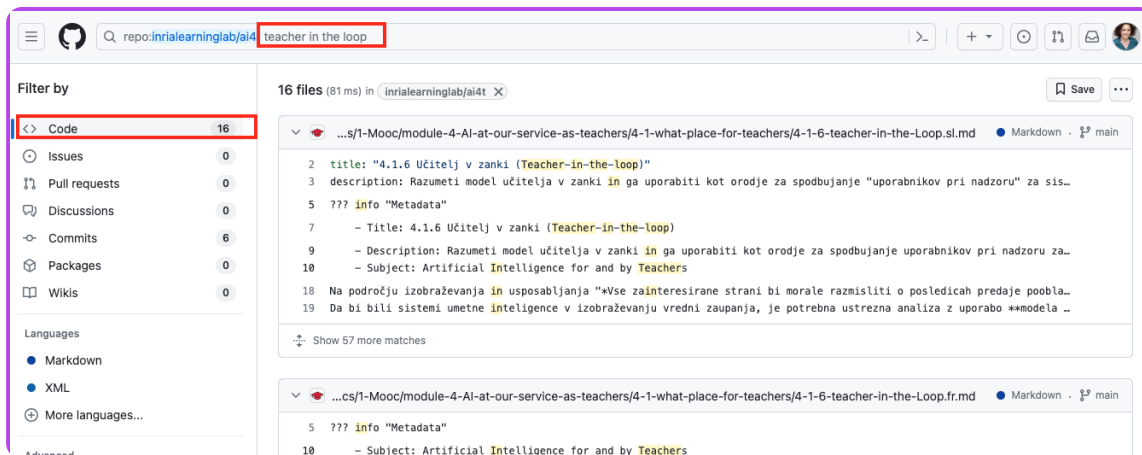 repo:inrialearninglab/ai4 teacher in the loop
Filter by
Code 16
Issues 0
Pull requests 0
Discussions 0
Commits 6
Packages 0
Wikis 0
Languages
Markdown
XML
More languages...
Advanced
16 files (81 ms) in inrialearninglab/ai4t
Save
...s/1-Mooc/module-4-AI-at-our-service-as-teachers/4-1-what-place-for-teachers/4-1-6-teacher-in-the-Loop.sl.md Markdown · main
2 title: "4.1.6 Učitelj v zanki (Teacher-in-the-loop)"
3 description: Razumeti model učitelja v zanki in ga uporabiti kot orodje za spodbujanje "uporabnikov pri nadzoru" za sis…
5 ??? info "Metadata"
7 - Title: 4.1.6 Učitelj v zanki (Teacher-in-the-loop)
9 - Description: Razumeti model učitelja v zanki in ga uporabiti kot orodje za spodbujanje uporabnikov pri nadzoru za…
10 - Subject: Artificial Intelligence for and by Teachers
18 Na področju izobraževanja in usposabljanja "*Vse zainteresirane strani bi morale razmisliti o posledicah predaje poobla…
19 Da bi bili sistemi umetne inteligence v izobraževanju vredni zaupanja, je potrebna ustrezna analiza z uporabo **modela …
Show 57 more matches
...cs/1-Mooc/module-4-AI-at-our-service-as-teachers/4-1-what-place-for-teachers/4-1-6-teacher-in-the-Loop.fr.md Markdown · main
5 ??? info "Metadata"
10 - Subject: Artificial Intelligence for and by Teachers